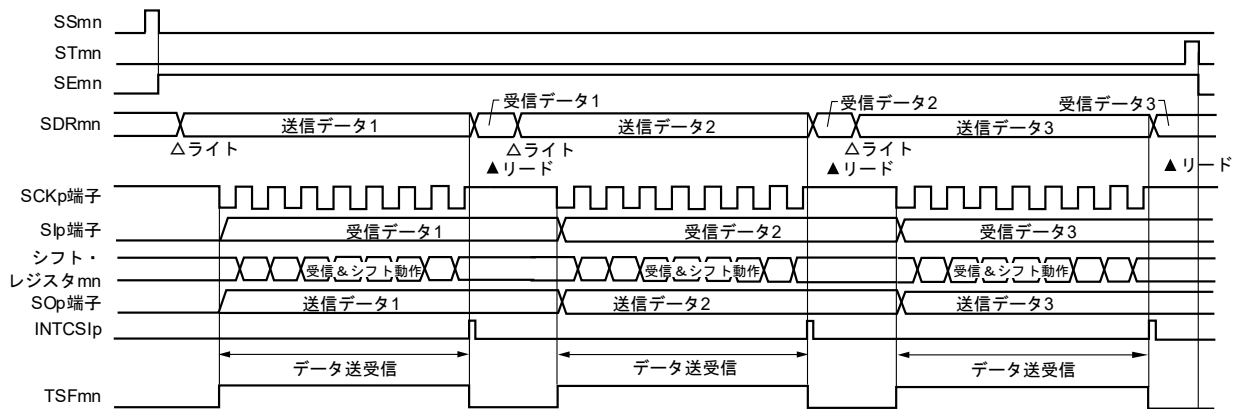 SSmn
STmn
SEmn
受信データ1 受信データ2 受信データ3
SDRmn 送信データ1 送信データ2 送信データ3
△ライト △ライト △ライト
▲リード ▲リード ▲リード
SCKp端子
SIp端子 受信データ1 受信データ2 受信データ3
シフト・
レジスタmn 受信&シフト動作 受信&シフト動作 受信&シフト動作
SOp端子 送信データ1 送信データ2 送信データ3
INTCSIp
データ送受信 データ送受信 データ送受信
TSFmn